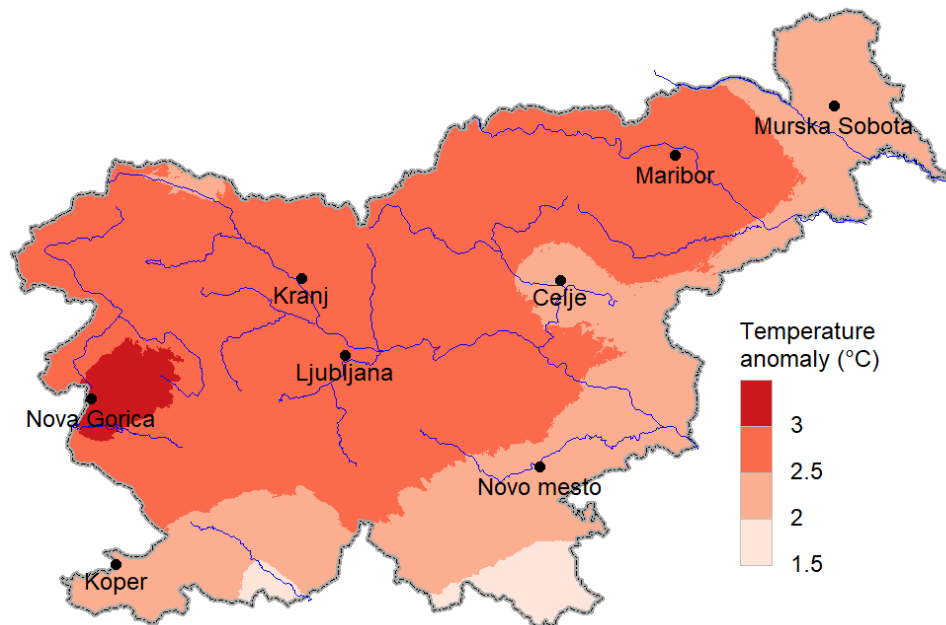 Murska Sobota
Maribor
Kranj
Celje
Ljubljana
Nova Gorica
Novo mesto
Koper
Temperature
anomaly (°C)
3
2.5
2
1.5